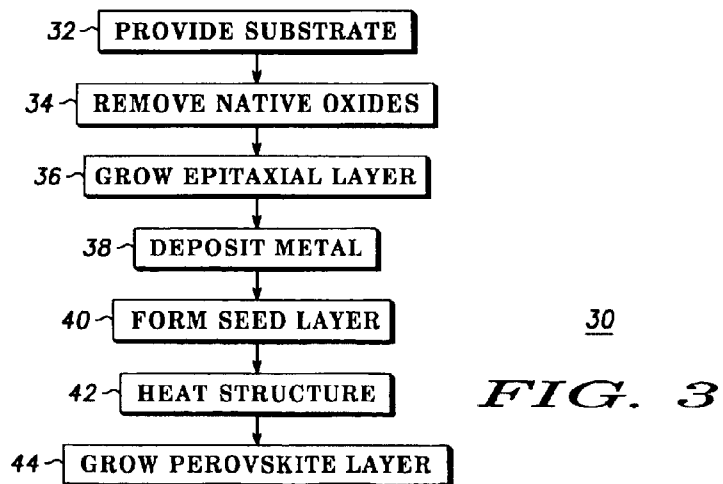 32 PROVIDE SUBSTRATE
34 REMOVE NATIVE OXIDES
36 GROW EPITAXIAL LAYER
38 DEPOSIT METAL
40 FORM SEED LAYER
42 HEAT STRUCTURE
44 GROW PEROVSKITE LAYER
30
FIG. 3